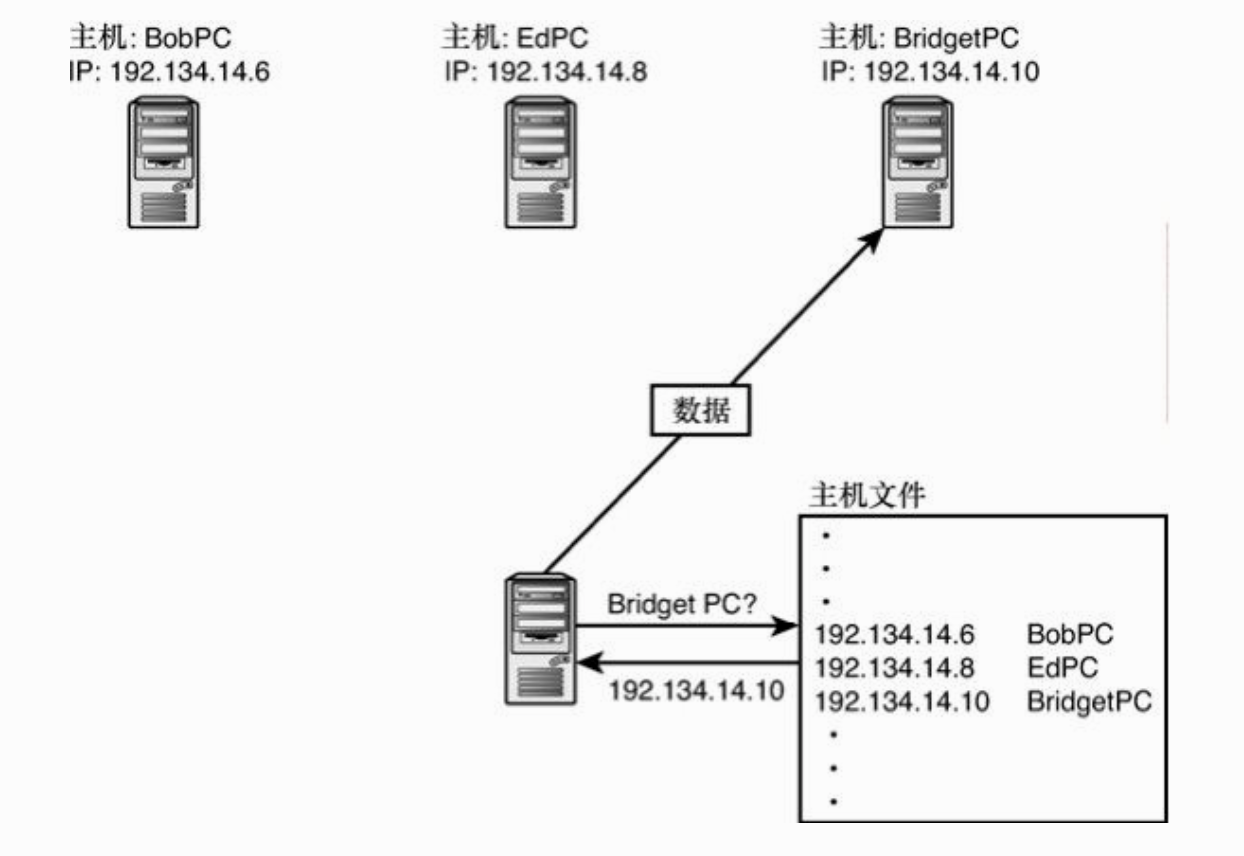 主机: BobPC
IP: 192.134.14.6
主机: EdPC
IP: 192.134.14.8
主机: BridgetPC
IP: 192.134.14.10
数据
主机文件
Bridget PC?
192.134.14.10
192.134.14.6 BobPC
192.134.14.8 EdPC
192.134.14.10 BridgetPC